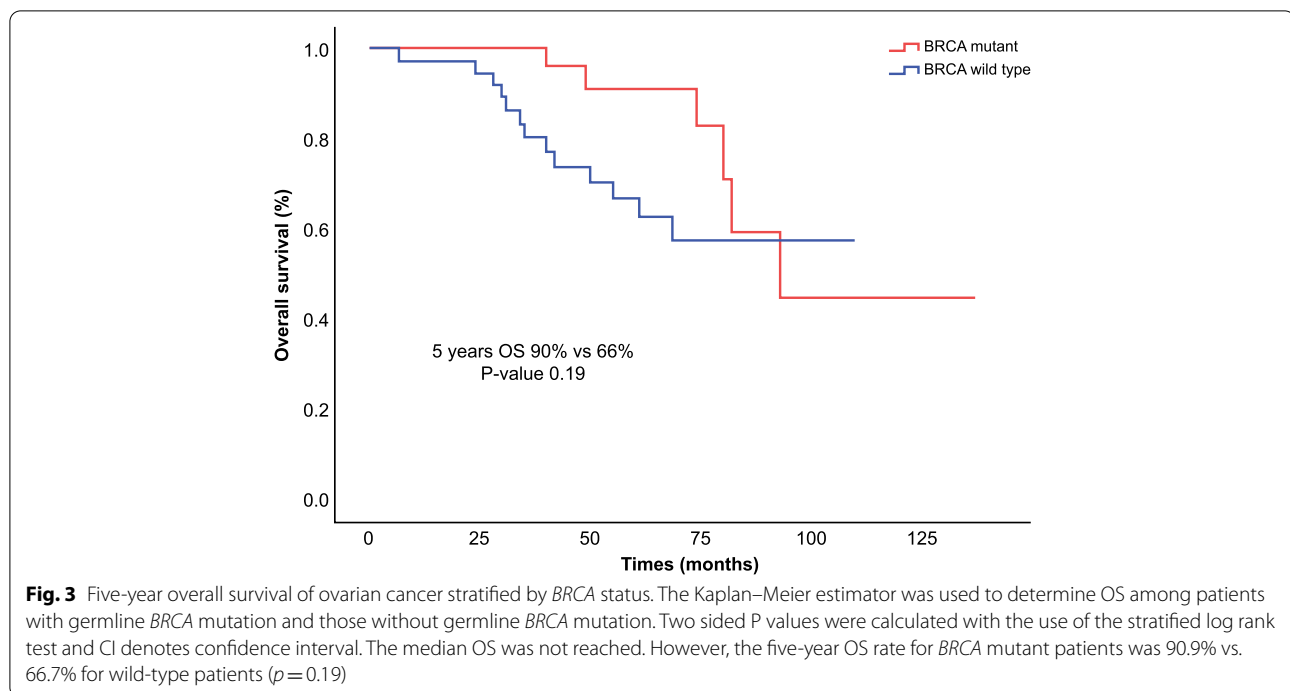 BRCA mutant
BRCA wild type
1.0
0.8
0.6
0.4
0.2
0.0
Overall survival (%)
5 years OS 90% vs 66%
P-value 0.19
0 25 50 75 100 125
Times (months)
Fig. 3 Five-year overall survival of ovarian cancer stratified by BRCA status. The Kaplan–Meier estimator was used to determine OS among patients
with germline BRCA mutation and those without germline BRCA mutation. Two sided P values were calculated with the use of the stratified log rank
test and CI denotes confidence interval. The median OS was not reached. However, the five-year OS rate for BRCA mutant patients was 90.9% vs.
66.7% for wild-type patients (p = 0.19)